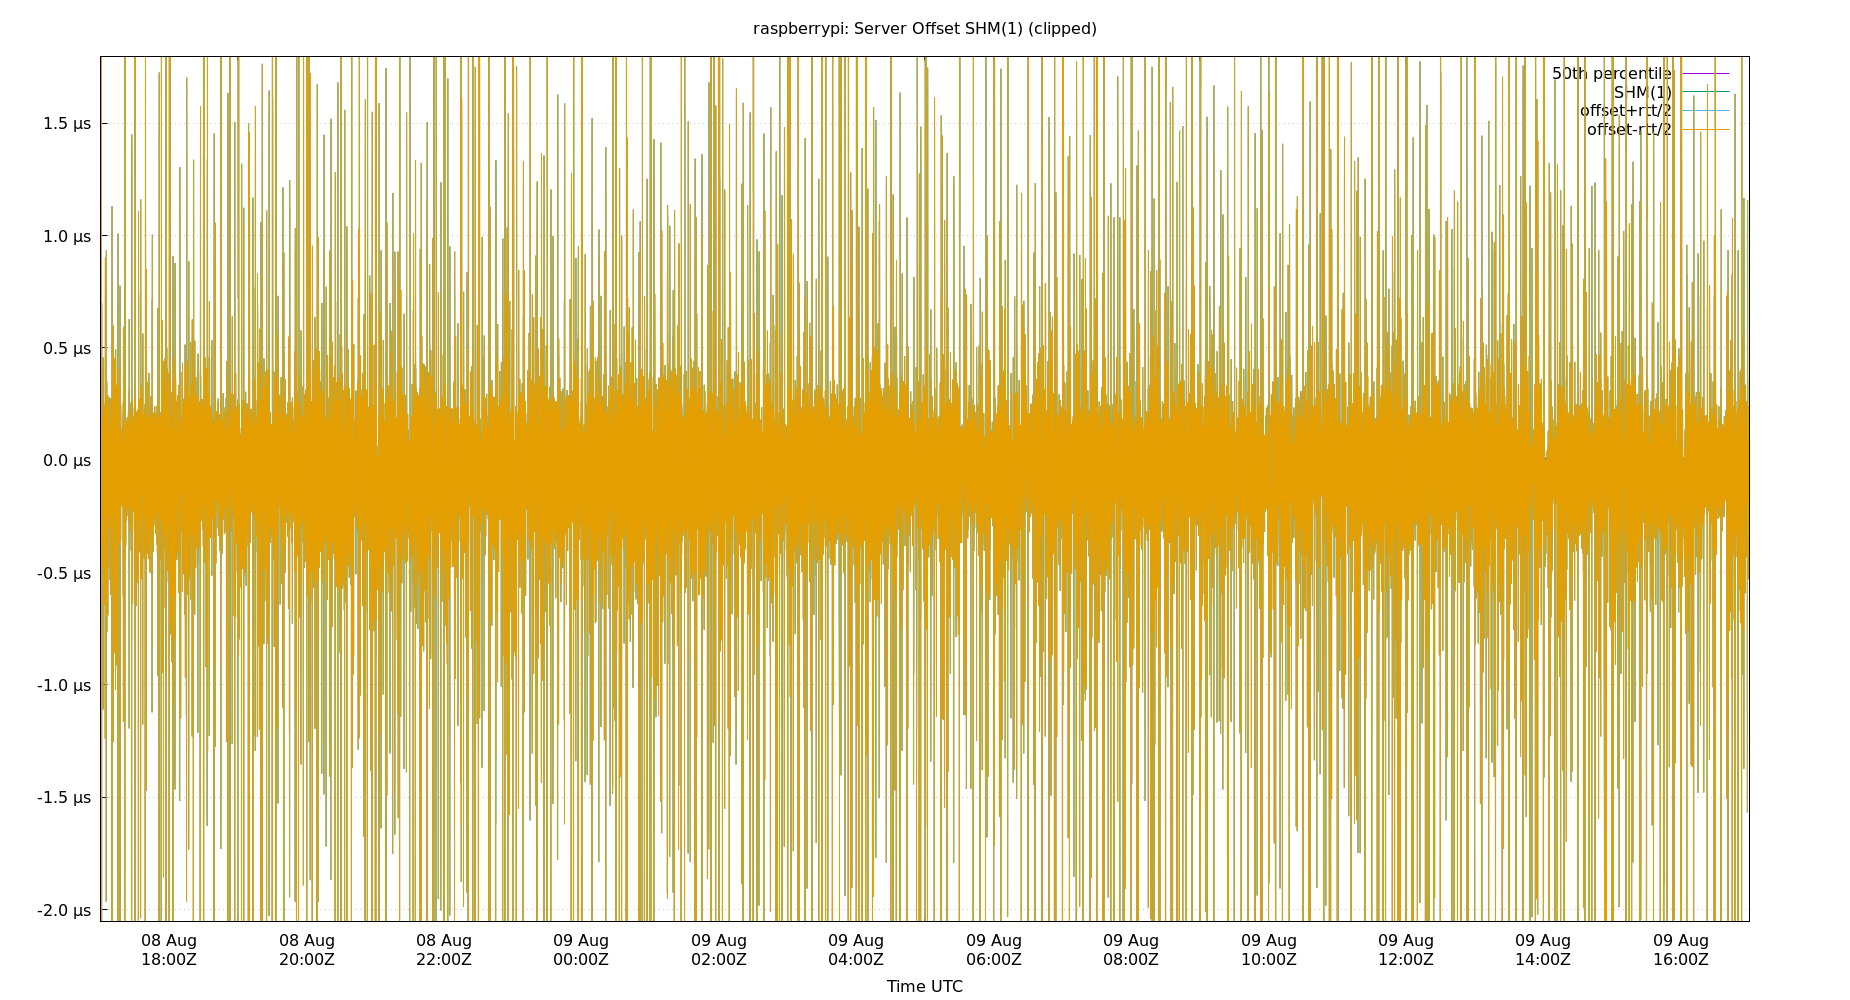 raspberrypi: Server Offset SHM(1) (clipped)
50th percentile
SHM(1)
offset+rtt/2
offset-rtt/2
1.5 µs
1.0 µs
0.5 µs
0.0 µs
-0.5 µs
-1.0 µs
-1.5 µs
-2.0 µs
08 Aug 08 Aug 08 Aug 09 Aug 09 Aug 09 Aug 09 Aug 09 Aug 09 Aug 09 Aug 09 Aug 09 Aug
18:00Z 20:00Z 22:00Z 00:00Z 02:00Z 04:00Z 06:00Z 08:00Z 10:00Z 12:00Z 14:00Z 16:00Z
Time UTC